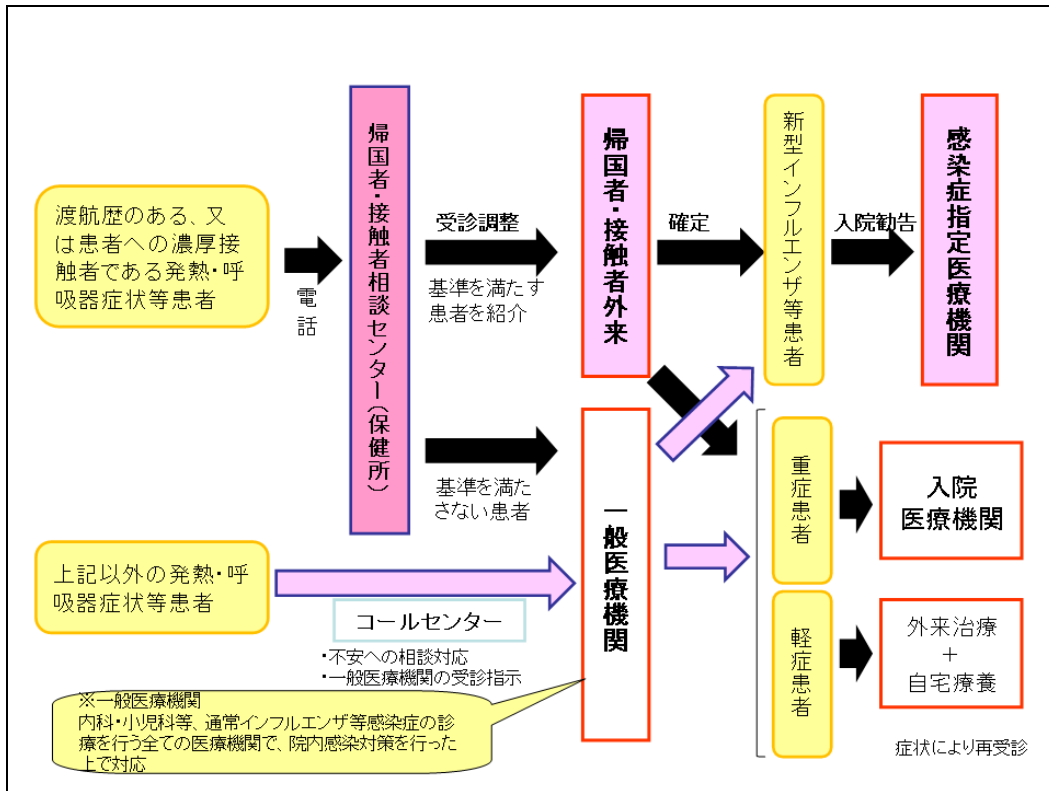 渡航歴のある、又
は患者への濃厚接
触者である発熱・呼
吸器症状等患者
電話
帰国者・接触者相談センター(保健所)
受診調整
基準を満たす
患者を紹介
基準を満た
さない患者
帰国者・接触者外来
確定
新型インフルエンザ等患者
入院勧告
感染症指定医療機関
上記以外の発熱・呼
吸器症状等患者
コールセンター
・不安への相談対応
・一般医療機関の受診指示
一般医療機関
重症患者
入院
医療機関
軽症患者
外来治療
+
自宅療養
症状により再受診
※一般医療機関
内科・小児科等、通常インフルエンザ等感染症の診
療を行う全ての医療機関で、院内感染対策を行った
上で対応